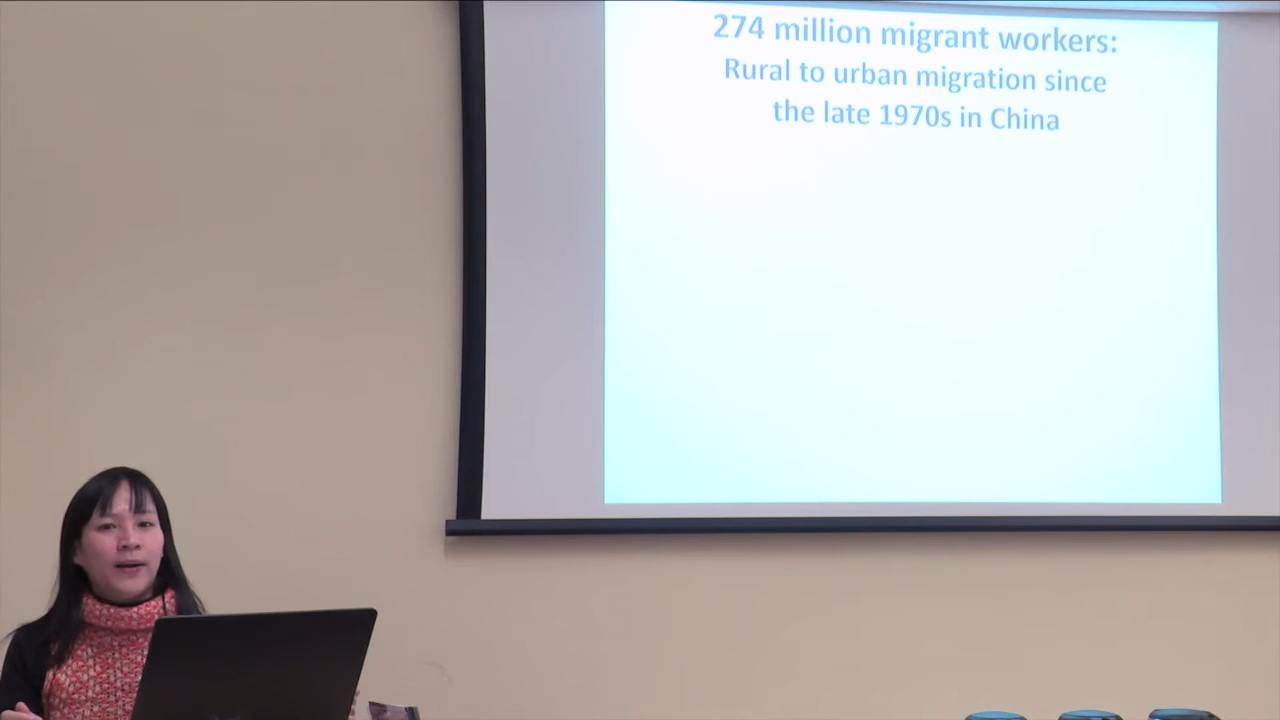 274 million migrant workers:
Rural to urban migration since
the late 1970s in China